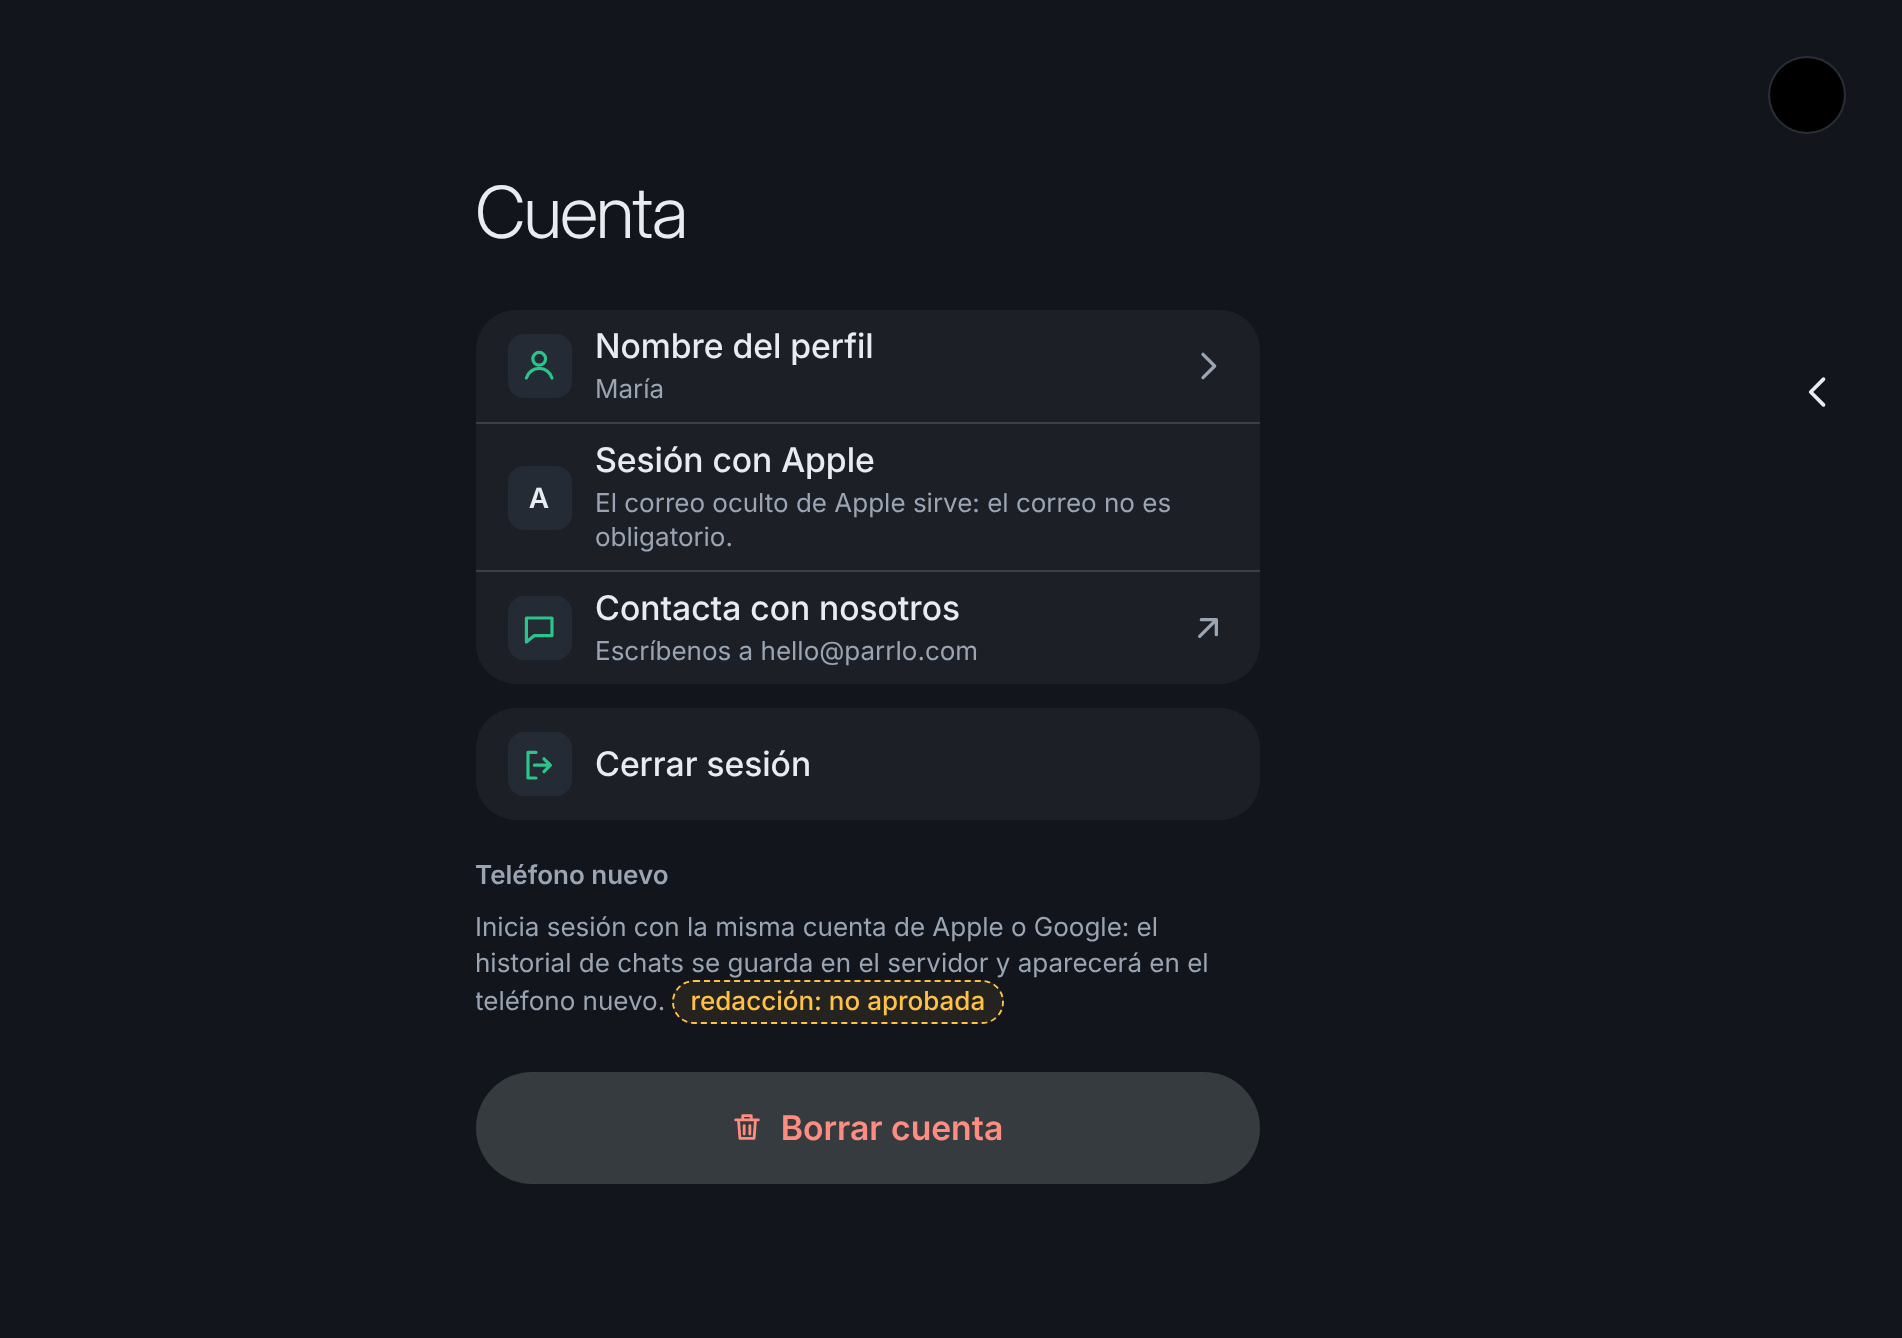 Cuenta
Nombre del perfil
María
A
Sesión con Apple
El correo oculto de Apple sirve: el correo no es
obligatorio.
Contacta con nosotros
Escríbenos a hello@parrlo.com
Cerrar sesión
Teléfono nuevo
Inicia sesión con la misma cuenta de Apple o Google: el
historial de chats se guarda en el servidor y aparecerá en el
teléfono nuevo. redacción: no aprobada
Borrar cuenta